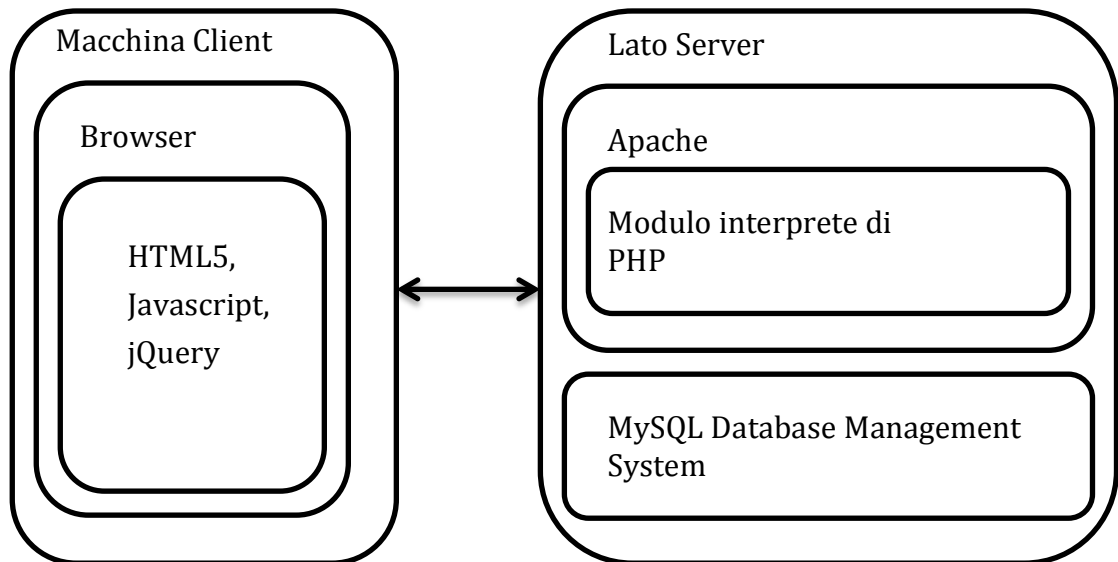 Macchina Client
Browser
HTML5,
Javascript,
jQuery
Lato Server
Apache
Modulo interprete di
PHP
MySQL Database Management
System